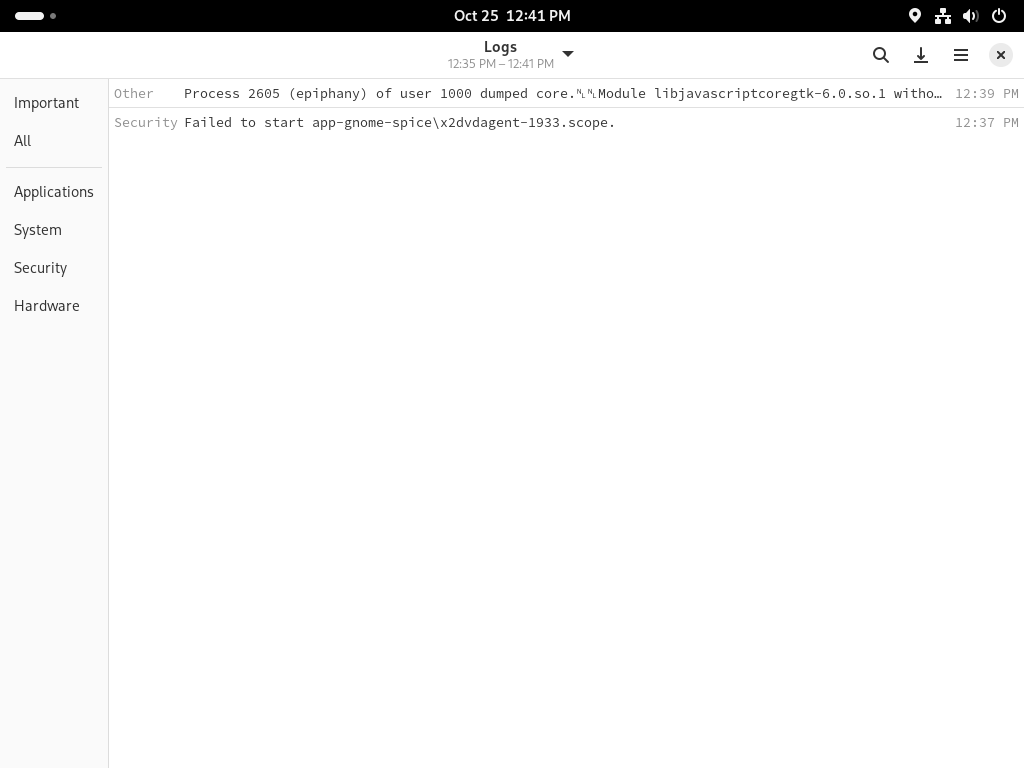 Oct 25 12:41 PM
Logs
12:35 PM – 12:41 PM
Important
All
Applications
System
Security
Hardware
Other Process 2605 (epiphany) of user 1000 dumped core.␤␤Module libjavascriptcoregtk-6.0.so.1 witho… 12:39 PM
Security Failed to start app-gnome-spice\x2dvdagent-1933.scope. 12:37 PM